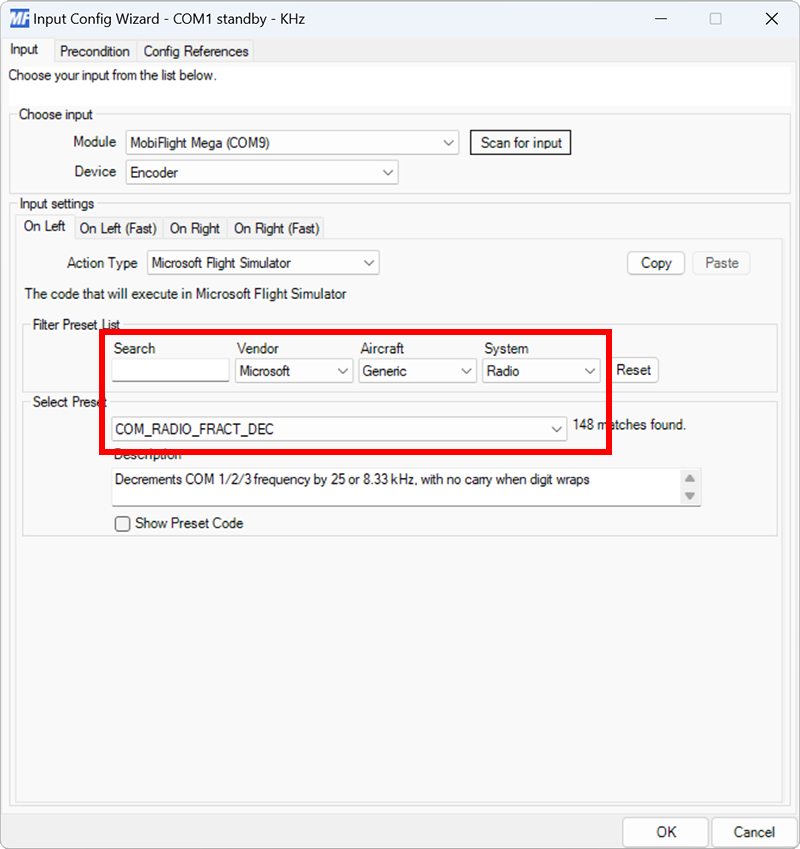 MF Input Config Wizard - COM1 standby - KHz
Input Precondition Config References
Choose your input from the list below.
Choose input
Module MobiFlight Mega (COM9) Scan for input
Device Encoder
Input settings
On Left On Left (Fast) On Right On Right (Fast)
Action Type Microsoft Flight Simulator Copy Paste
The code that will execute in Microsoft Flight Simulator
Filter Preset List
Search Vendor Aircraft System
Microsoft Generic Radio Reset
Select Preset
COM_RADIO_FRACT_DEC 148 matches found.
Description
Decrements COM 1/2/3 frequency by 25 or 8.33 kHz, with no carry when digit wraps
Show Preset Code
OK Cancel